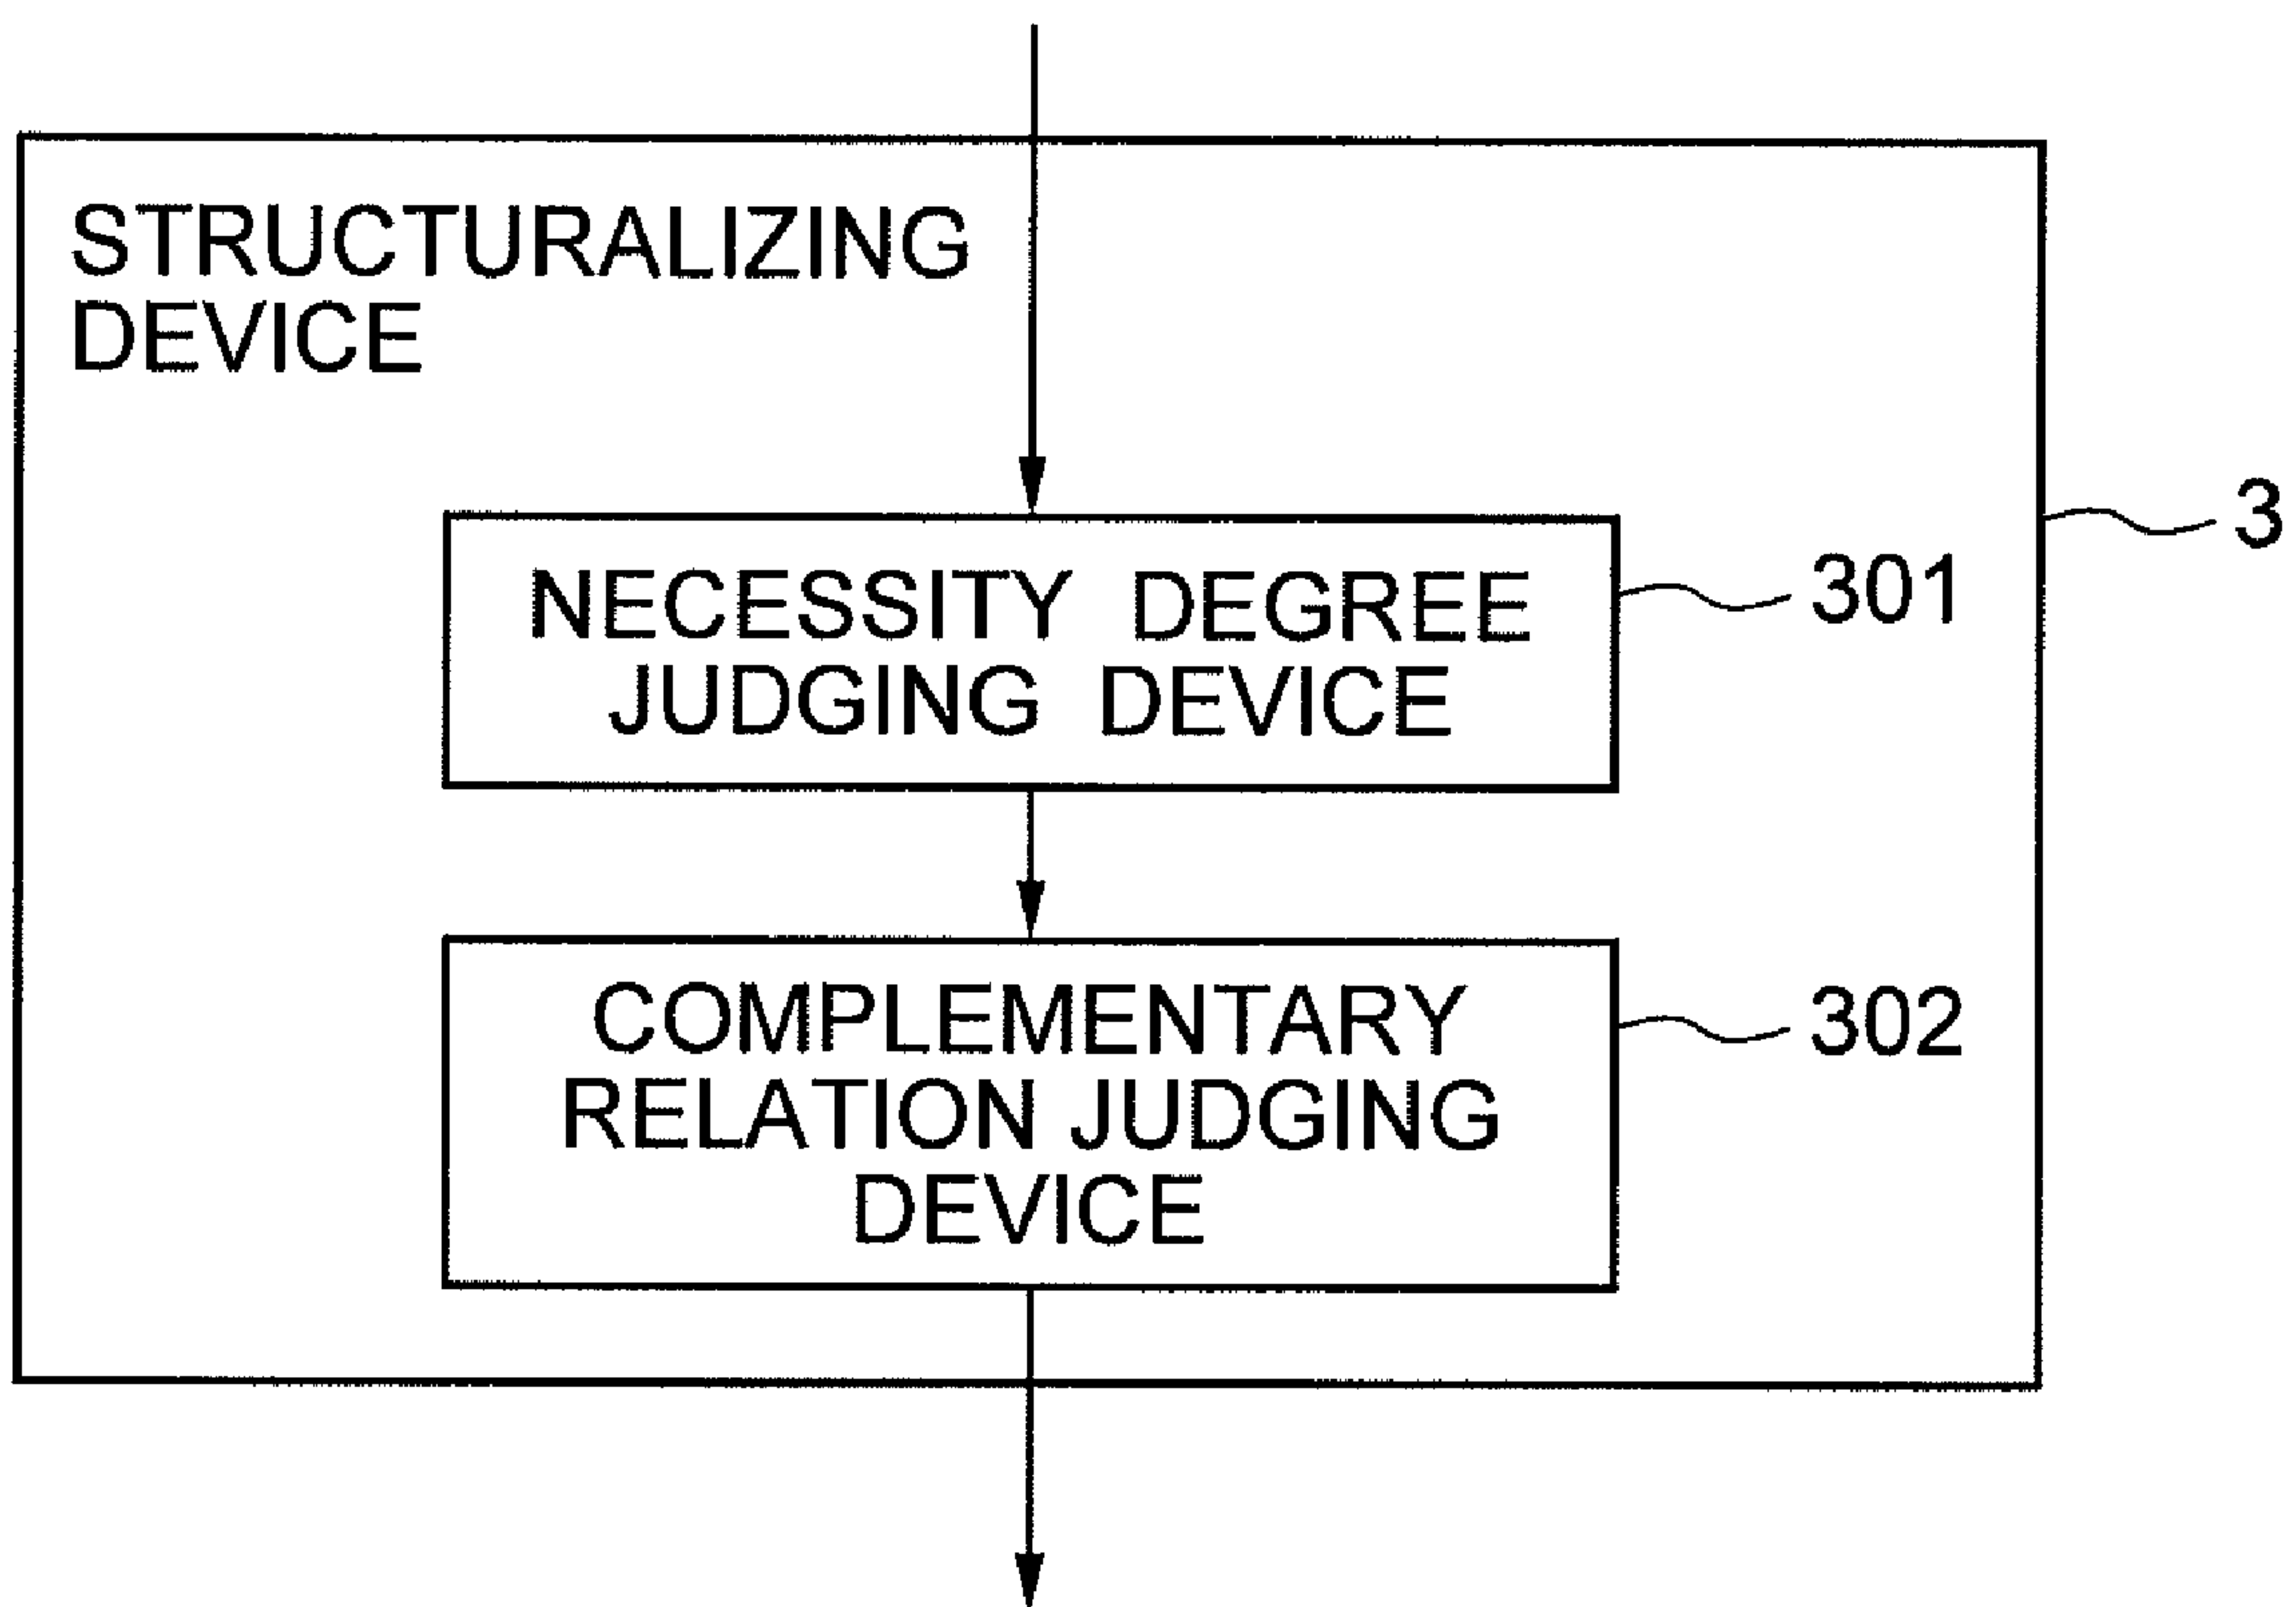 STRUCTURALIZING
DEVICE
3
NECESSITY DEGREE
JUDGING DEVICE
301
COMPLEMENTARY
RELATION JUDGING
DEVICE
302